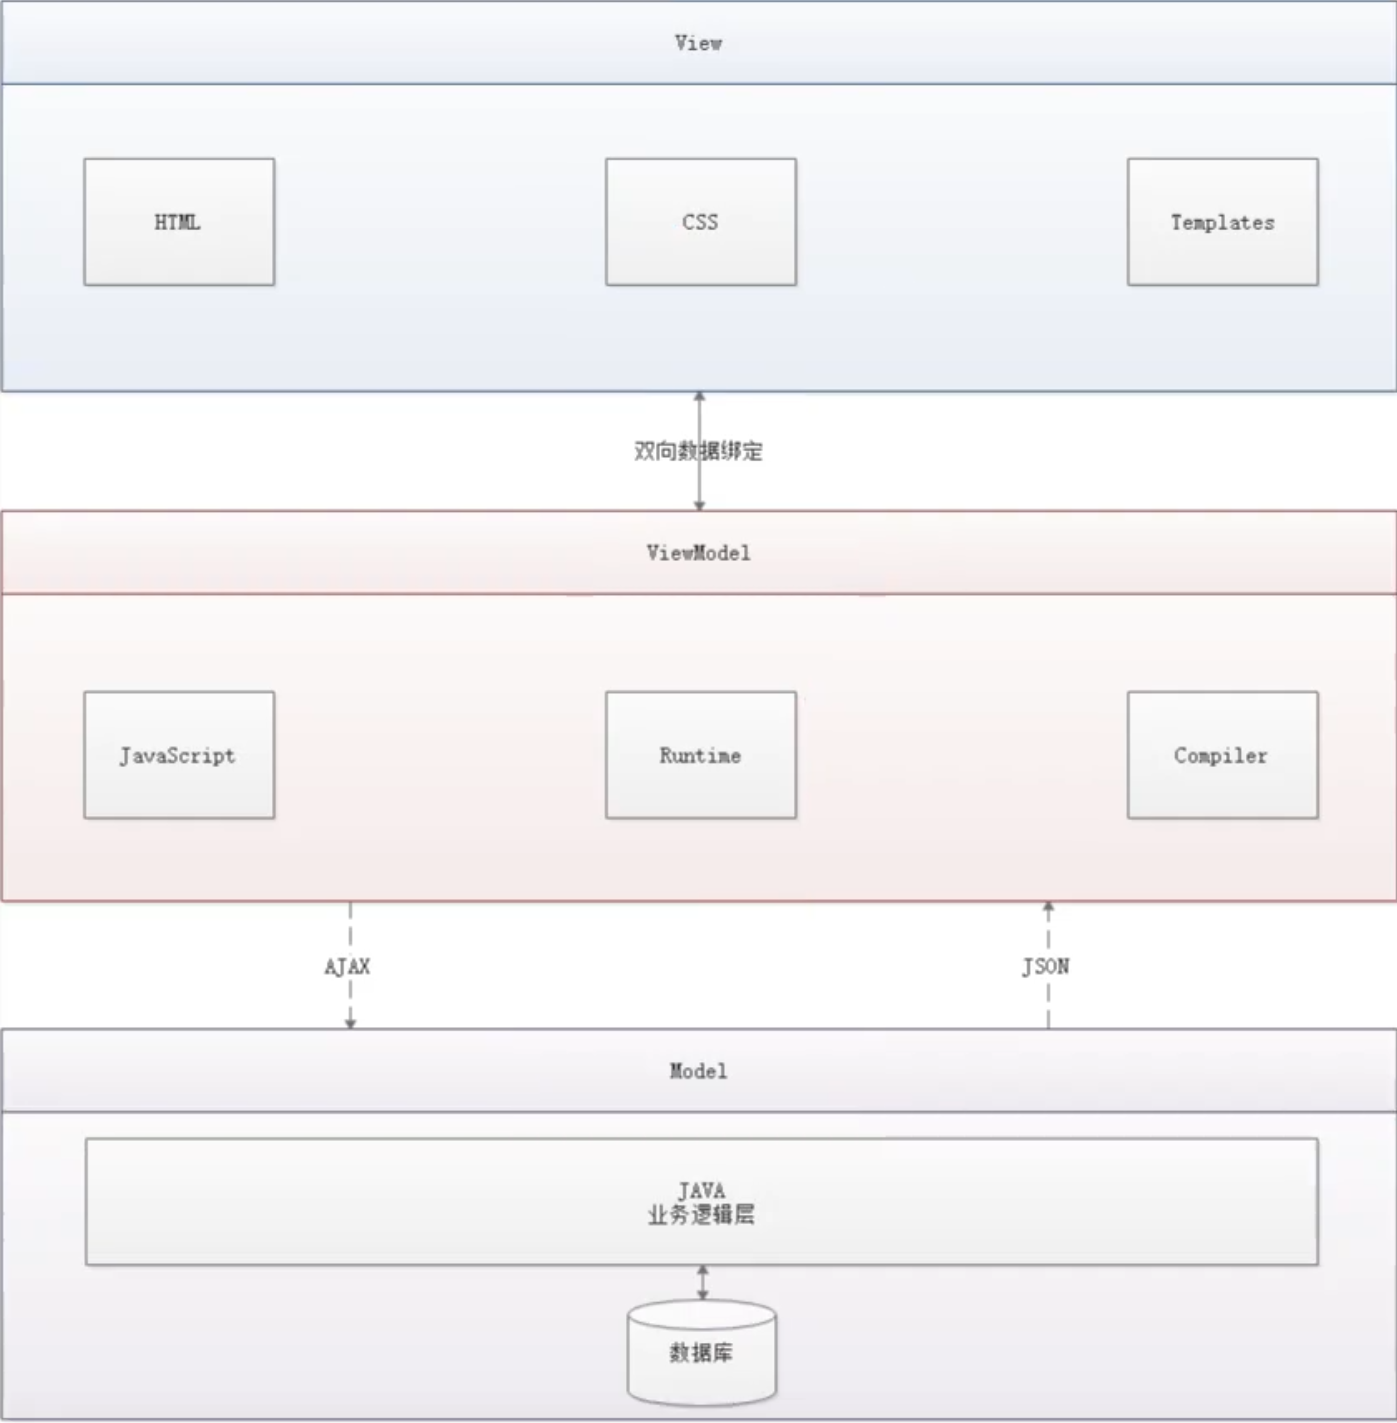 View
HTML
CSS
Templates
双向数据绑定
ViewModel
JavaScript
Runtime
Compiler
AJAX
JSON
Model
JAVA
业务逻辑层
数据库